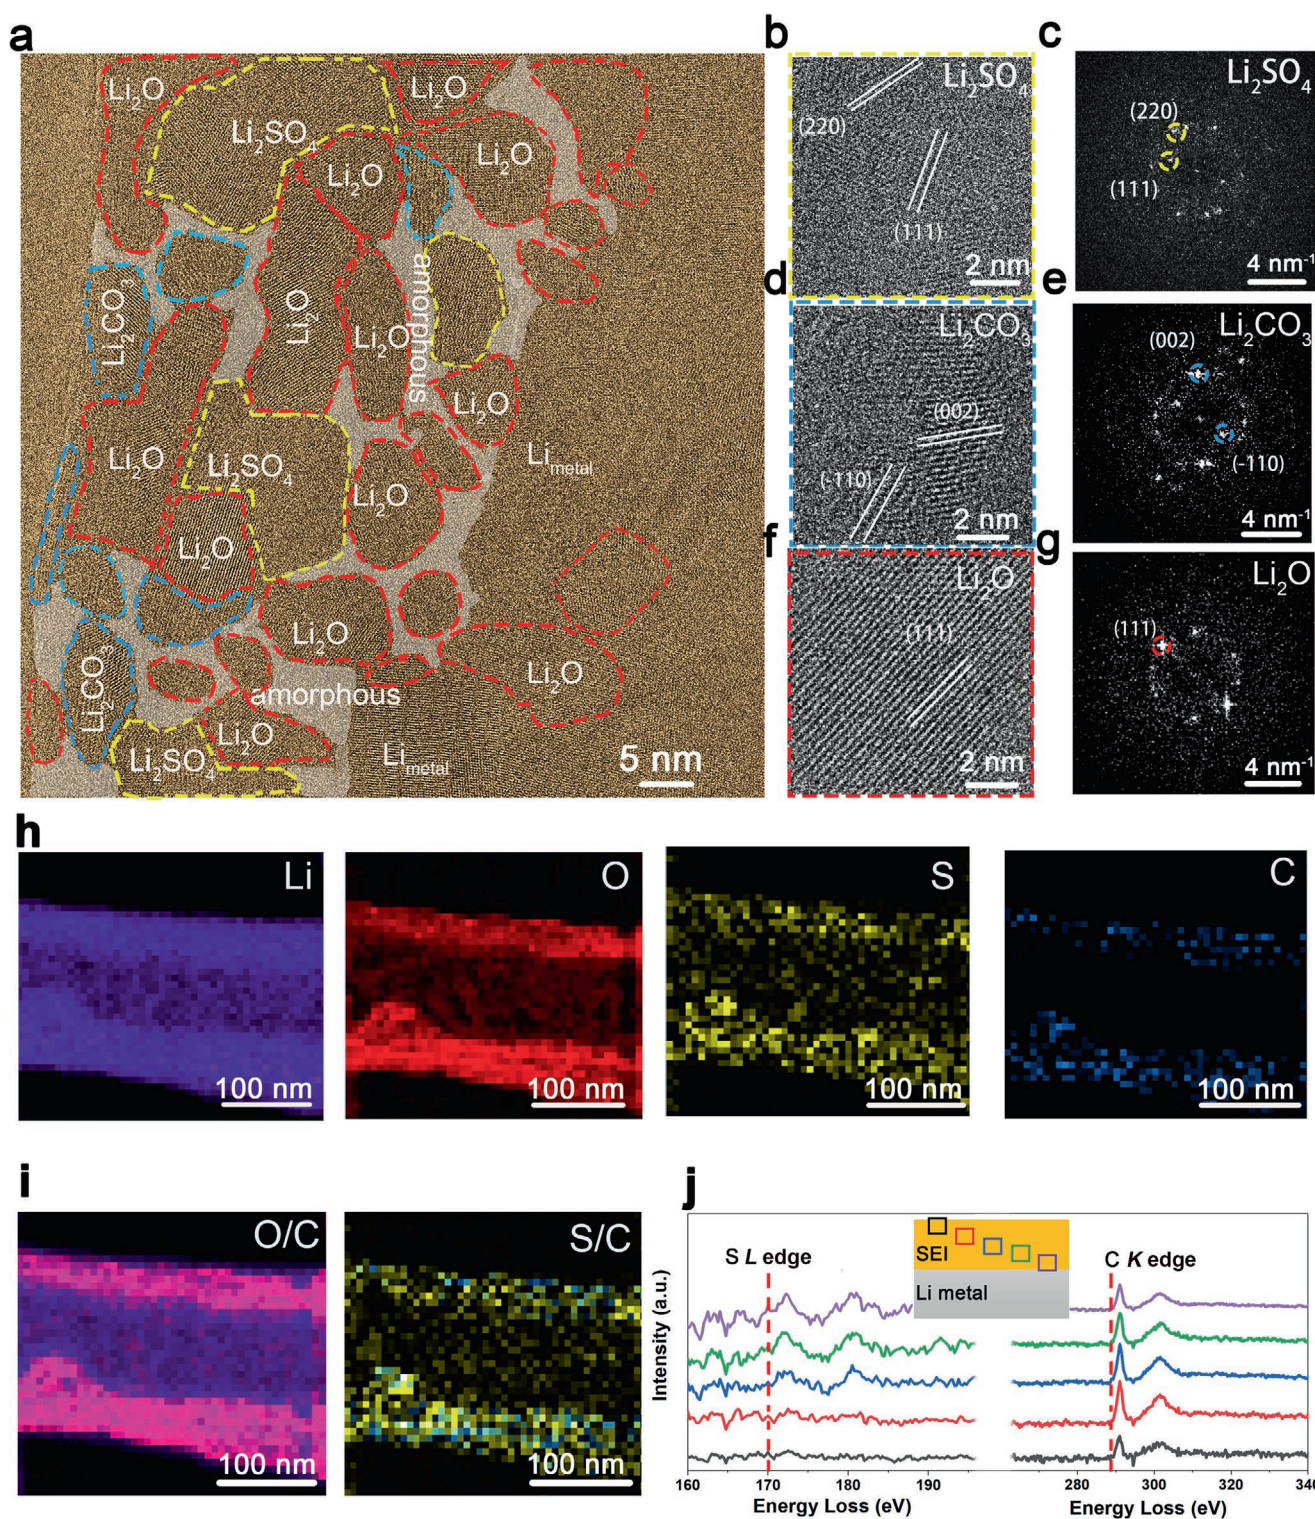 a
Li₂O
Li₂SO₄
Li₂O
Li₂O
Li₂O
Li₂CO₃
Li₂O
Li₂O
amorphous
Li₂O
Li₂O
Li₂SO₄
Li₂O
Li_metal
Li₂O
Li₂O
Li₂CO₃
Li₂O
amorphous
Li₂O
Li₂SO₄
Li_metal
5 nm
b
Li₂SO₄
(220)
(111)
2 nm
c
Li₂SO₄
(220)
(111)
4 nm⁻¹
d
Li₂CO₃
(002)
(-110)
2 nm
e
Li₂CO₃
(002)
(-110)
4 nm⁻¹
f
Li₂O
(111)
2 nm
g
Li₂O
(111)
4 nm⁻¹
h
Li
100 nm
O
100 nm
S
100 nm
C
100 nm
i
O/C
100 nm
S/C
100 nm
j
S L edge
SEI
Li metal
C K edge
Intensity (a.u.)
160 170 180 190 280 300 320 340
Energy Loss (eV) Energy Loss (eV)